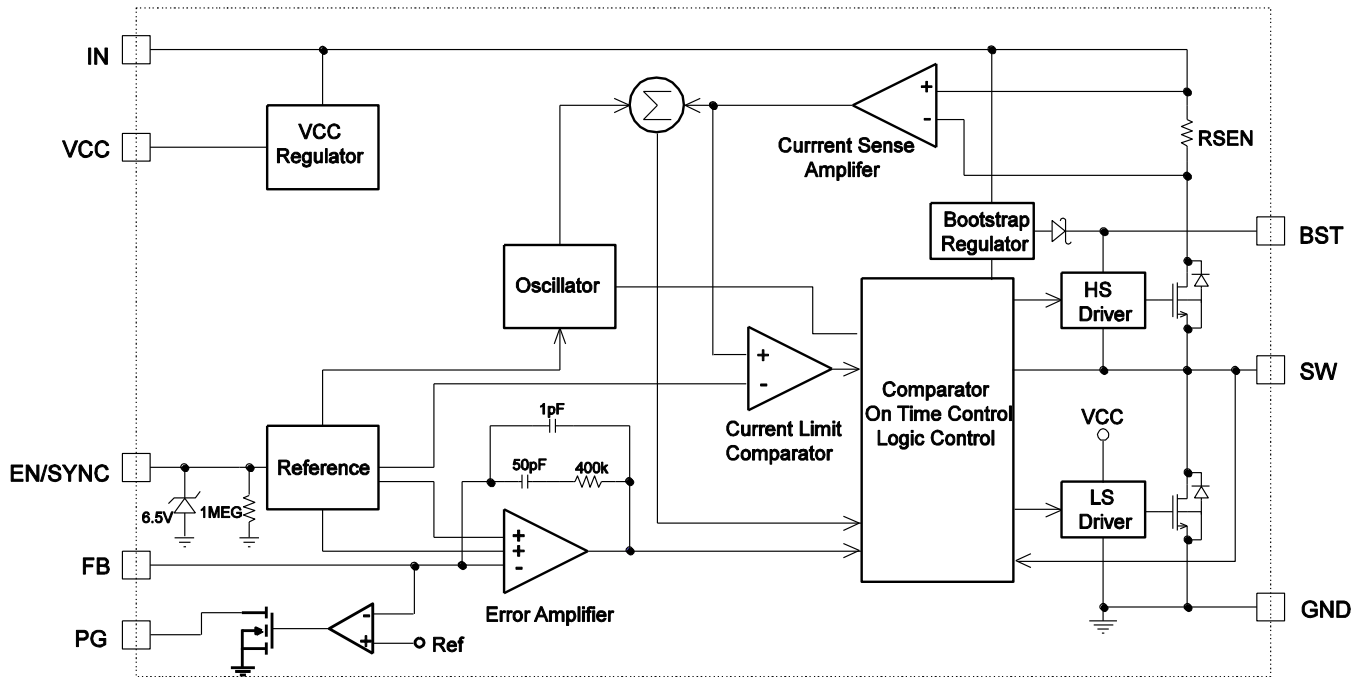 IN
VCC
Regulator
VCC
Σ
+
-
Currrent Sense
Amplifer
RSEN
Bootstrap
Regulator
BST
Oscillator
HS
Driver
+
-
Current Limit
Comparator
Comparator
On Time Control
Logic Control
SW
VCC
1pF
50pF
400k
EN/SYNC
Reference
6.5V
1MEG
LS
Driver
+
+
-
Error Amplifier
FB
PG
-
+
Ref
GND